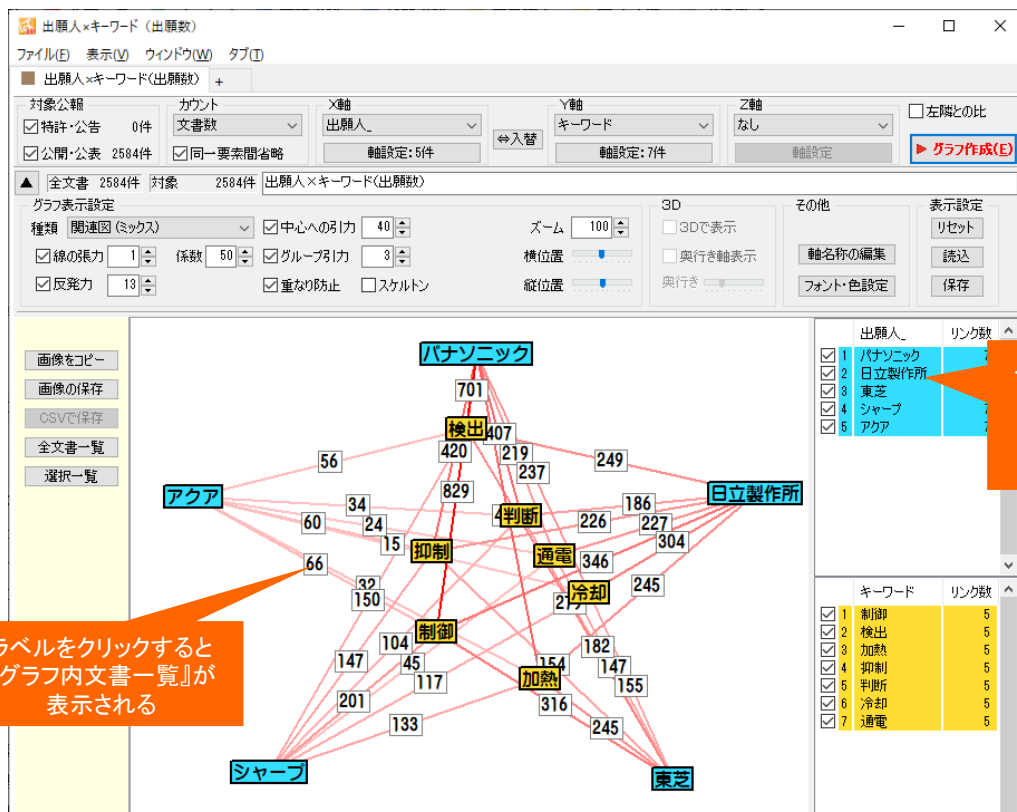 出願人×キーワード（出願数）
ファイル(F) 表示(V) ウィンドウ(W) タブ(T)
出願人×キーワード(出願数) +
対象公報 カウント X軸 Y軸 Z軸
左隣との比
特許・公告 0件 文書数 出願人_ キーワード なし
⇔入替
公開・公表 2584件 同一要素間省略 軸設定:5件 軸設定:7件 軸設定
グラフ作成(E)
▲ 全文書 2584件 対象 2584件 出願人×キーワード(出願数)
グラフ表示設定 3D その他 表示設定
種類 関連図(ミックス) 中心への引力 40 ズーム 100 3Dで表示 リセット
線の張力 1 係数 50 グループ引力 3 横位置 奥行き軸表示 軸名称の編集 読込
反発力 13 重なり防止 スケルトン 縦位置 奥行き フォント・色設定 保存
画像をコピー
画像の保存
CSVで保存
全文書一覧
選択一覧
パナソニック
701
検出
407
420
219
56
249
237
829
アクア
日立製作所
34
186
4
判断
60
24
226
227
15
抑制
304
通電
346
66
32
冷却
245
150
制御
104
182
147
45
154
147
117
加熱
155
201
316
133
245
シャープ
東芝
ラベルをクリックすると
グラフ内文書一覧』が
表示される
出願人_ リンク数
1 パナソニック
2 日立製作所
3 東芝
4 シャープ
5 アクア
キーワード リンク数
1 制御 5
2 検出 5
3 加熱 5
4 抑制 5
5 判断 5
6 冷却 5
7 通電 5